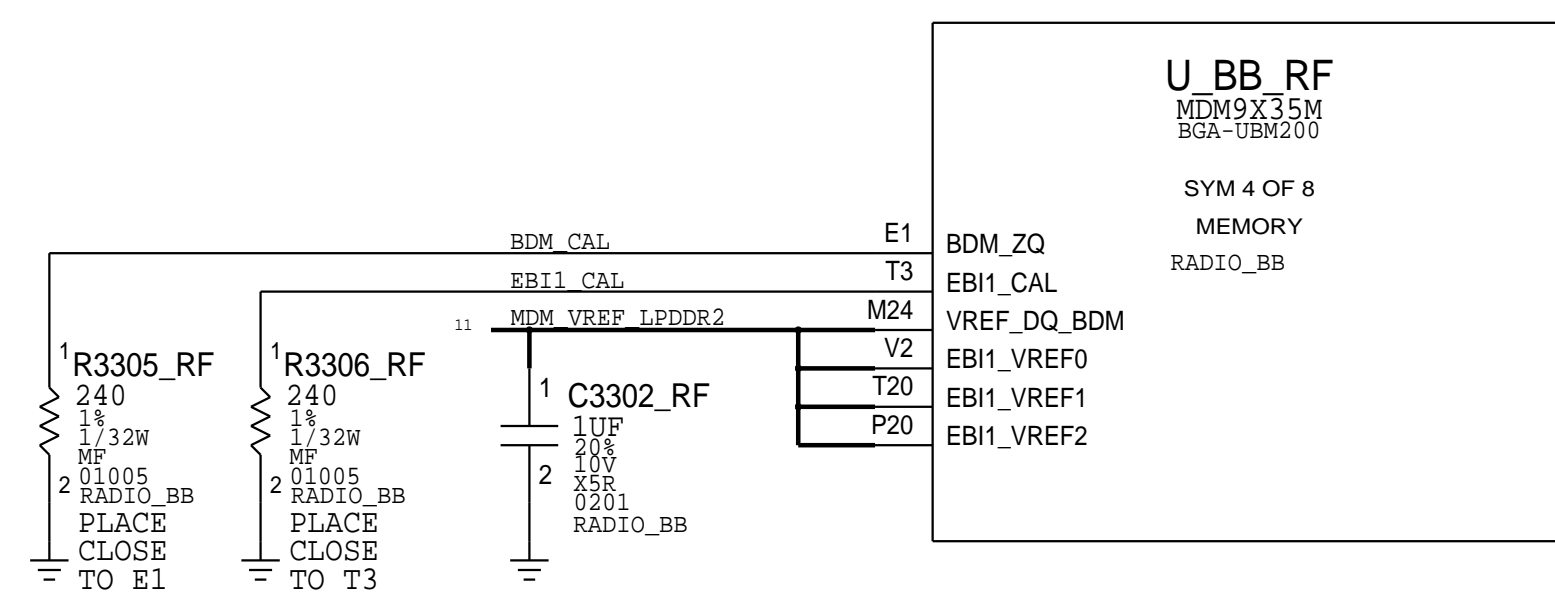 U_BB_RF
MDM9X35M
BGA-UBM200
SYM 4 OF 8
MEMORY
RADIO_BB
BDM_CAL
E1
BDM_ZQ
EBI1_CAL
T3
EBI1_CAL
11
MDM_VREF_LPDDR2
M24
VREF_DQ_BDM
V2
EBI1_VREF0
T20
EBI1_VREF1
P20
EBI1_VREF2
1
R3305_RF
240
1%
1/32W
MF
01005
2
RADIO_BB
PLACE
CLOSE
TO E1
1
R3306_RF
240
1%
1/32W
MF
01005
2
RADIO_BB
PLACE
CLOSE
TO T3
1
C3302_RF
1UF
20%
10V
2
X5R
0201
RADIO_BB